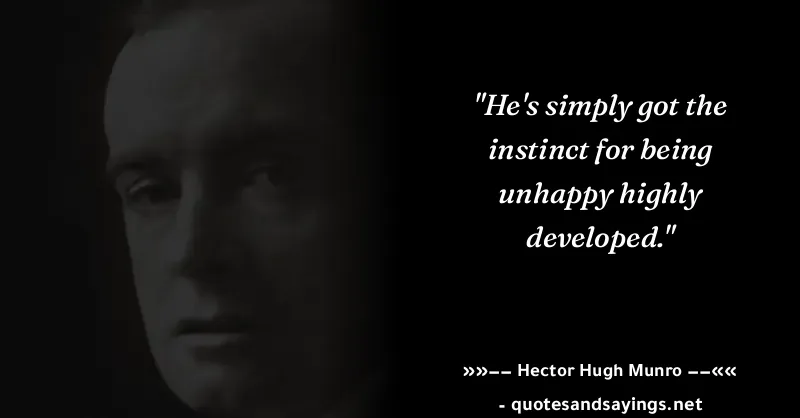 "He's simply got the
instinct for being
unhappy highly
developed."
»»−− Hector Hugh Munro −−««
- quotesandsayings.net